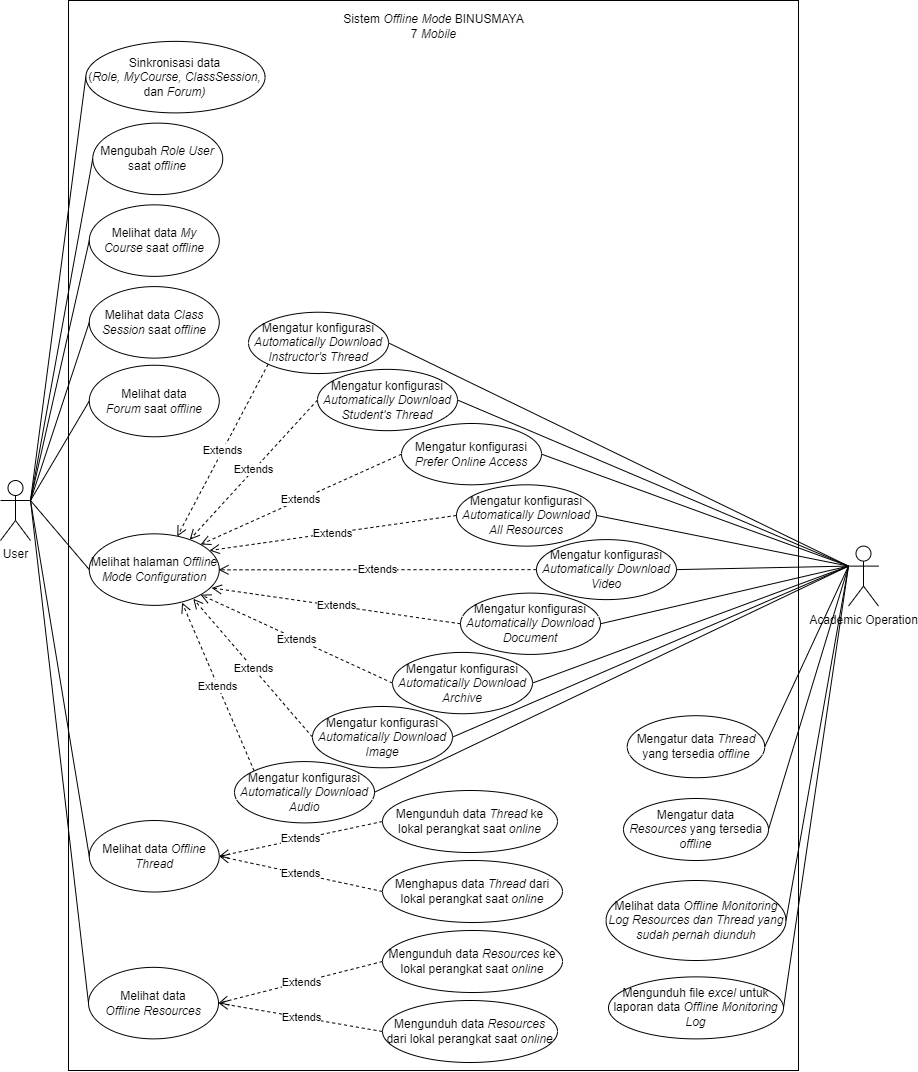 Sistem Offline Mode BINUSMAYA
7 Mobile
Sinkronisasi data
(Role, MyCourse, ClassSession,
dan Forum)
Mengubah Role User
saat offline
Melihat data My
Course saat offline
Melihat data Class
Session saat offline
Melihat data
Forum saat offline
Mengatur konfigurasi
Automatically Download
Instructor's Thread
Mengatur konfigurasi
Automatically Download
Student's Thread
Mengatur konfigurasi
Prefer Online Access
Mengatur konfigurasi
Automatically Download
All Resources
Mengatur konfigurasi
Automatically Download
Video
Mengatur konfigurasi
Automatically Download
Document
Mengatur konfigurasi
Automatically Download
Archive
Mengatur konfigurasi
Automatically Download
Image
Mengatur konfigurasi
Automatically Download
Audio
Extends
Extends
Extends
Extends
Extends
Extends
Extends
Extends
Extends
User
Melihat halaman Offline
Mode Configuration
Academic Operation
Mengatur data Thread
yang tersedia offline
Mengatur data
Resources yang tersedia
offline
Melihat data Offline Monitoring
Log Resources dan Thread yang
sudah pernah diunduh
Mengunduh file excel untuk
laporan data Offline Monitoring
Log
Melihat data Offline
Thread
Extends
Extends
Mengunduh data Thread ke
lokal perangkat saat online
Menghapus data Thread dari
lokal perangkat saat online
Melihat data
Offline Resources
Extends
Extends
Mengunduh data Resources ke
lokal perangkat saat online
Mengunduh data Resources
dari lokal perangkat saat online